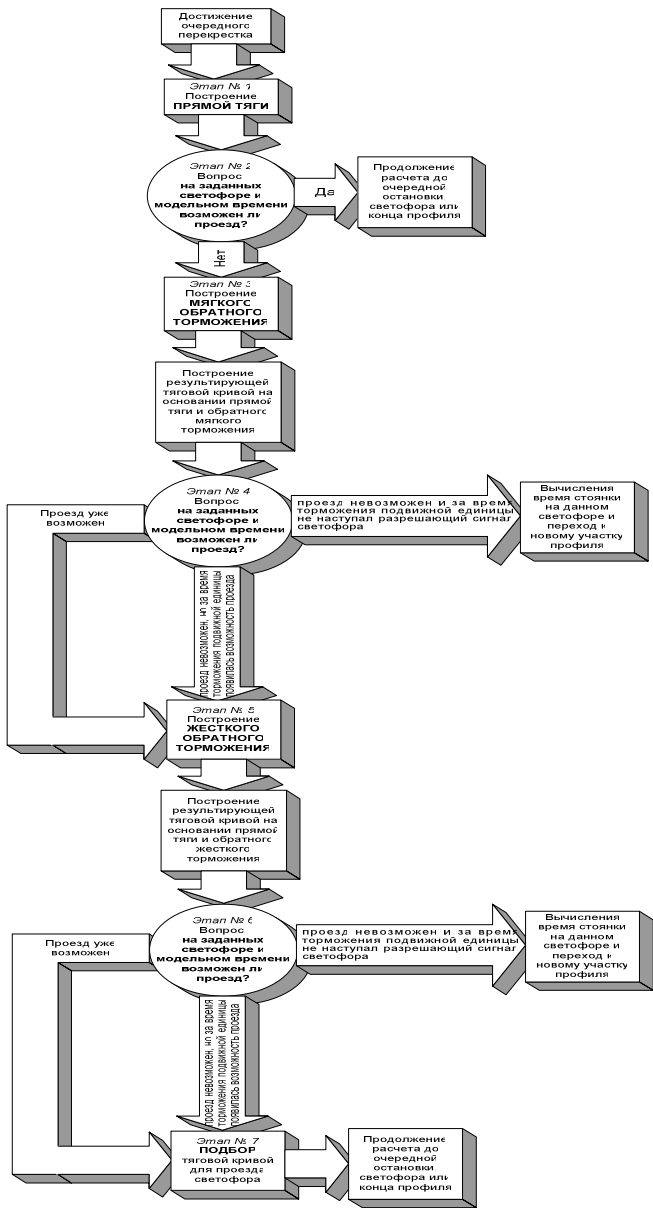 Достижение
очередного
перекрестка
Этап № 1
Построение
ПРЯМОЙ ТЯГИ
Этап № 2
Вопрос
на заданных
светофоре и
модельном времени
возможен ли
проезд?
Да
Продолжение
расчета до
очередной
остановки
светофора или
конца профиля
Нет
Этап № 3
Построение
МЯГКОГО
ОБРАТНОГО
ТОРМОЖЕНИЯ
Построение
результирующей
тяговой кривой на
основании прямой
тяги и обратного
мягкого
торможения
Этап № 4
Вопрос
на заданных
светофоре и
модельном времени
возможен ли
проезд?
проезд невозможен и за время
торможения подвижной единицы
не наступал разрешающий сигнал
светофора
Вычисления
время стоянки
на данном
светофоре и
переход к
новому участку
профиля
Проезд уже
возможен
проезд невозможен, но за время
торможения подвижной единицы
появилась возможность проезда
Этап № 5
Построение
ЖЕСТКОГО
ОБРАТНОГО
ТОРМОЖЕНИЯ
Построение
результирующей
тяговой кривой на
основании прямой
тяги и обратного
жесткого
торможения
Этап № 6
Вопрос
на заданных
светофоре и
модельном времени
возможен ли
проезд?
проезд невозможен и за время
торможения подвижной единицы
не наступал разрешающий сигнал
светофора
Вычисления
время стоянки
на данном
светофоре и
переход к
новому участку
профиля
Проезд уже
возможен
проезд невозможен, но за время
торможения подвижной единицы
появилась возможность проезда
Этап № 7
ПОДБОР
тяговой кривой
для проезда
светофора
Продолжение
расчета до
очередной
остановки
светофора или
конца профиля